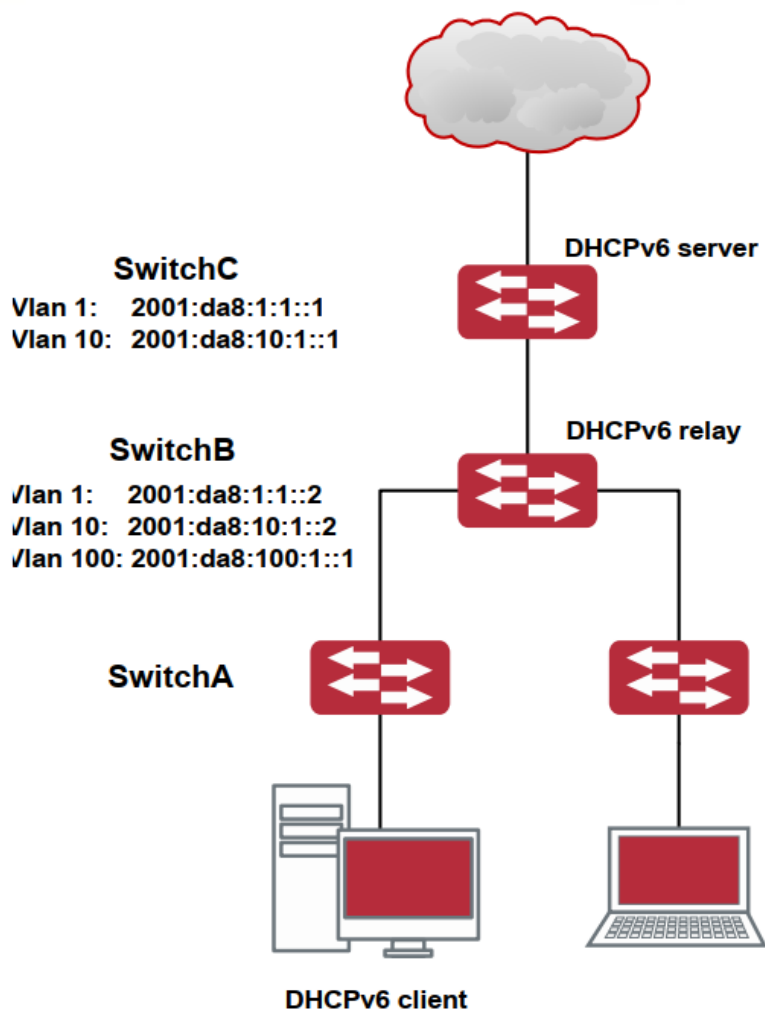 DHCPv6 server
SwitchC
Vlan 1: 2001:da8:1:1::1
Vlan 10: 2001:da8:10:1::1
DHCPv6 relay
SwitchB
Vlan 1: 2001:da8:1:1::2
Vlan 10: 2001:da8:10:1::2
Vlan 100: 2001:da8:100:1::1
SwitchA
DHCPv6 client